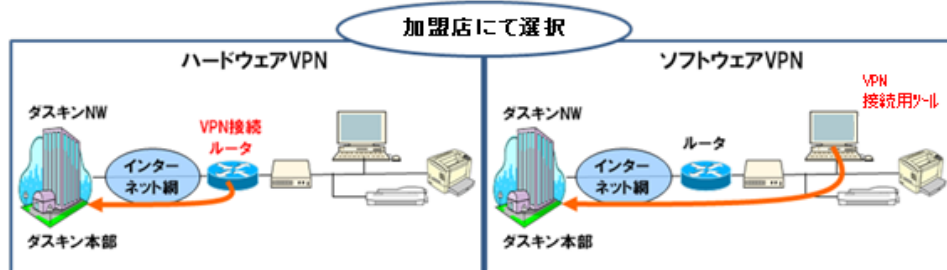 加盟店にて選択
ハードウェアVPN
ダスキンNW
VPN接続
ルータ
インター
ネット網
ダスキン本部
ソフトウェアVPN
VPN
接続用ツール
ダスキンNW
ルータ
インター
ネット網
ダスキン本部